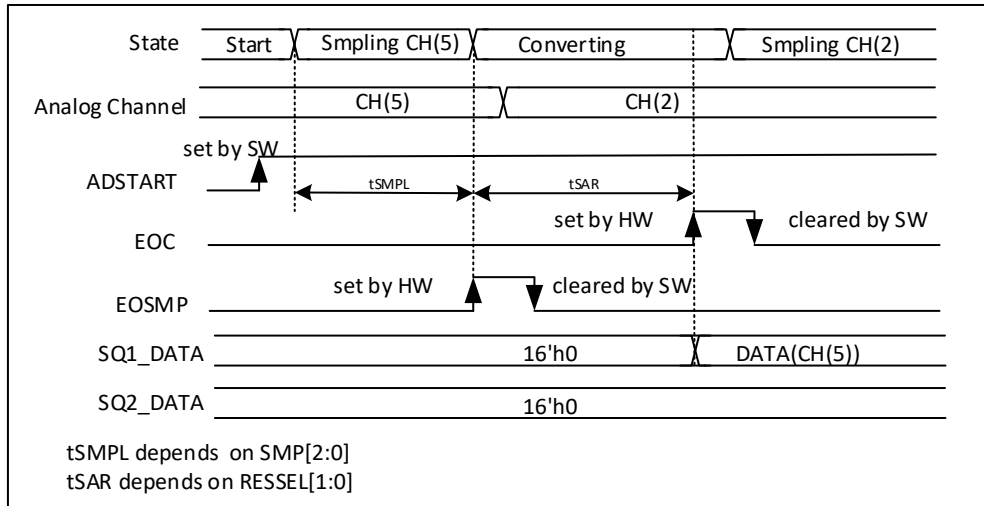 State Start Smpling CH(5) Converting Smpling CH(2)
Analog Channel CH(5) CH(2)
set by SW
ADSTART tSMPL tSAR
set by HW cleared by SW
EOC
set by HW cleared by SW
EOSMP
SQ1_DATA 16'h0 DATA(CH(5))
SQ2_DATA 16'h0
tSMPL depends on SMP[2:0]
tSAR depends on RESSEL[1:0]